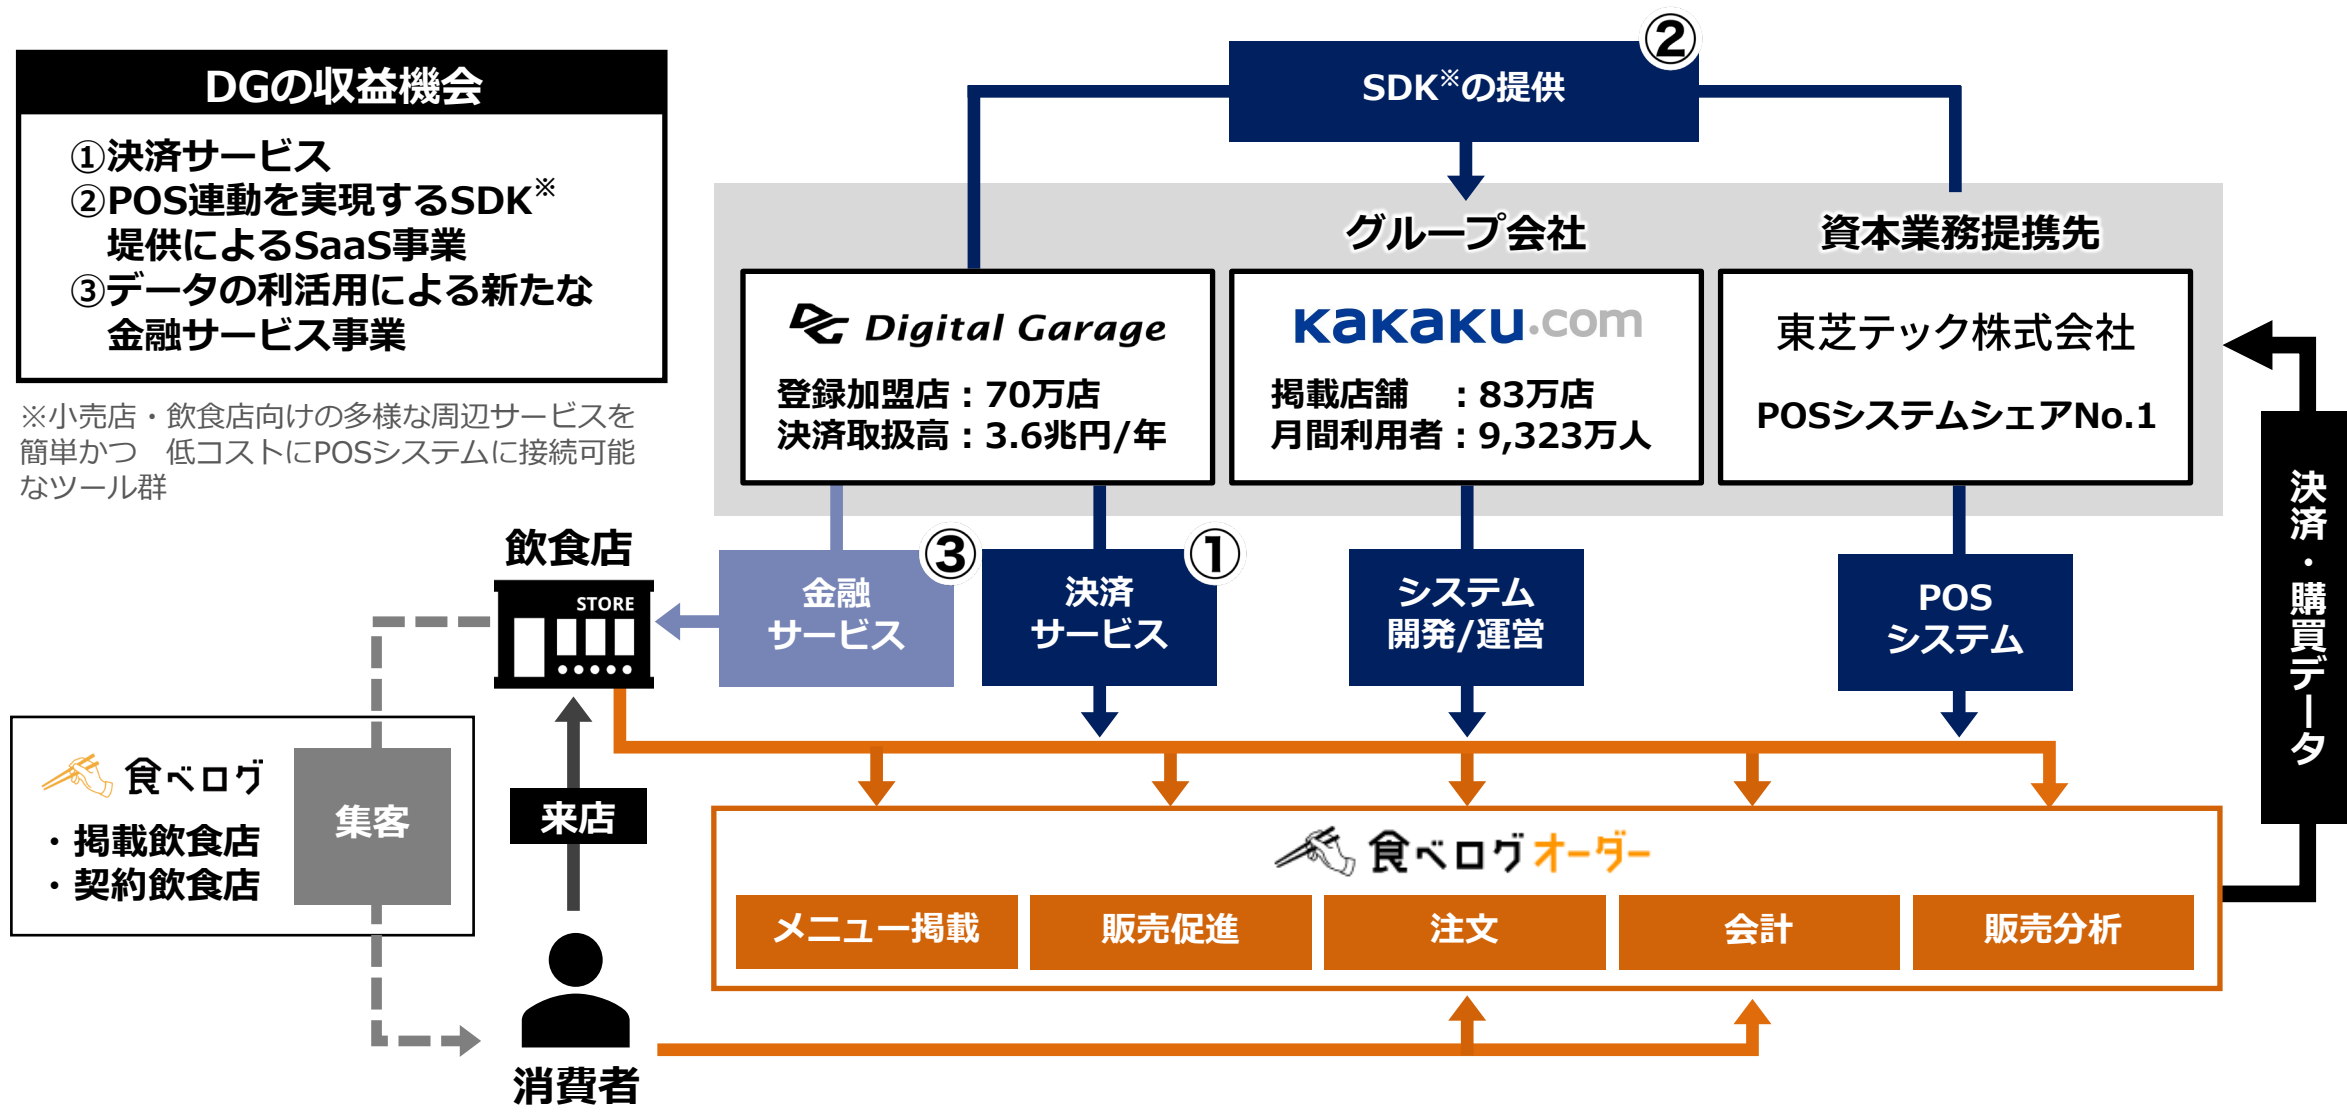 DGの収益機会
①決済サービス
②POS連動を実現するSDK※
提供によるSaaS事業
③データの利活用による新たな
金融サービス事業
※小売店・飲食店向けの多様な周辺サービスを
簡単かつ　低コストにPOSシステムに接続可能
なツール群
②
SDK※の提供
グループ会社
資本業務提携先
DG Digital Garage
登録加盟店：70万店
決済取扱高：3.6兆円/年
kakaku.com
掲載店舗　：83万店
月間利用者：9,323万人
東芝テック株式会社
POSシステムシェアNo.1
決済・購買データ
飲食店
STORE
③
金融
サービス
①
決済
サービス
システム
開発/運営
POS
システム
食べログ
・掲載飲食店
・契約飲食店
集客
来店
消費者
食べログオーダー
メニュー掲載
販売促進
注文
会計
販売分析